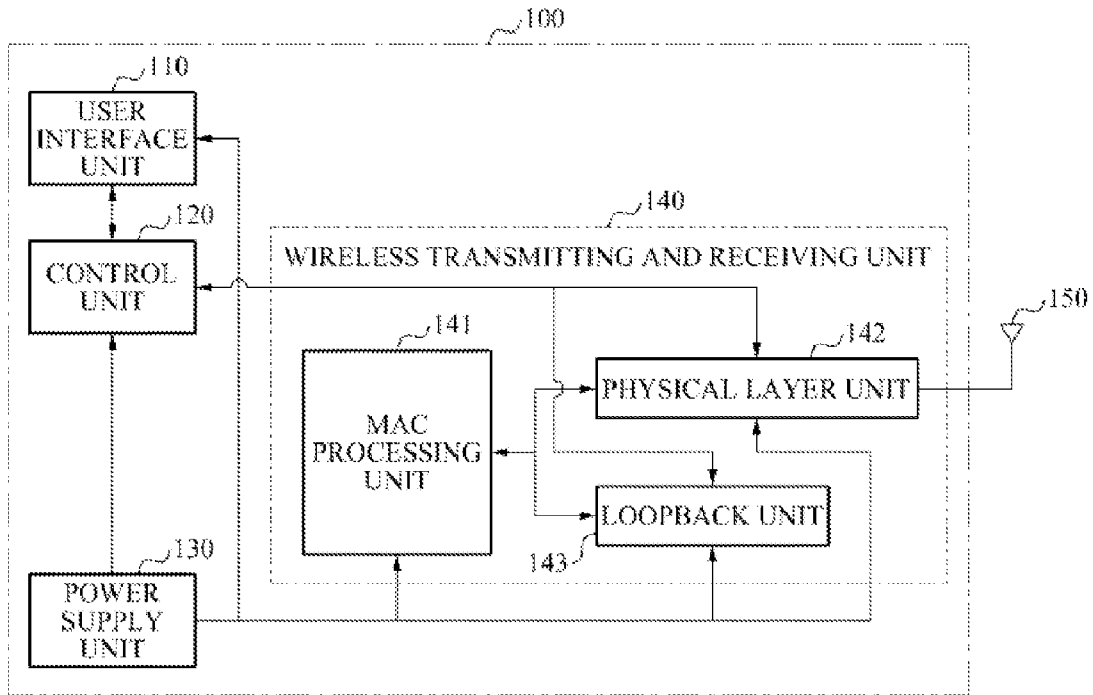 100
110
USER
INTERFACE
UNIT
120
CONTROL
UNIT
140
WIRELESS TRANSMITTING AND RECEIVING UNIT
150
141
MAC
PROCESSING
UNIT
142
PHYSICAL LAYER UNIT
LOOPBACK UNIT
143
130
POWER
SUPPLY
UNIT